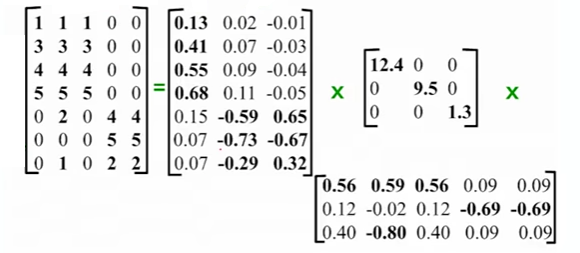 1 1 1 0 0
3 3 3 0 0
4 4 4 0 0
5 5 5 0 0
0 2 0 4 4
0 0 0 5 5
0 1 0 2 2
=
0.13 0.02 -0.01
0.41 0.07 -0.03
0.55 0.09 -0.04
0.68 0.11 -0.05
0.15 -0.59 0.65
0.07 -0.73 -0.67
0.07 -0.29 0.32
x
12.4 0 0
0 9.5 0
0 0 1.3
x
0.56 0.59 0.56 0.09 0.09
0.12 -0.02 0.12 -0.69 -0.69
0.40 -0.80 0.40 0.09 0.09